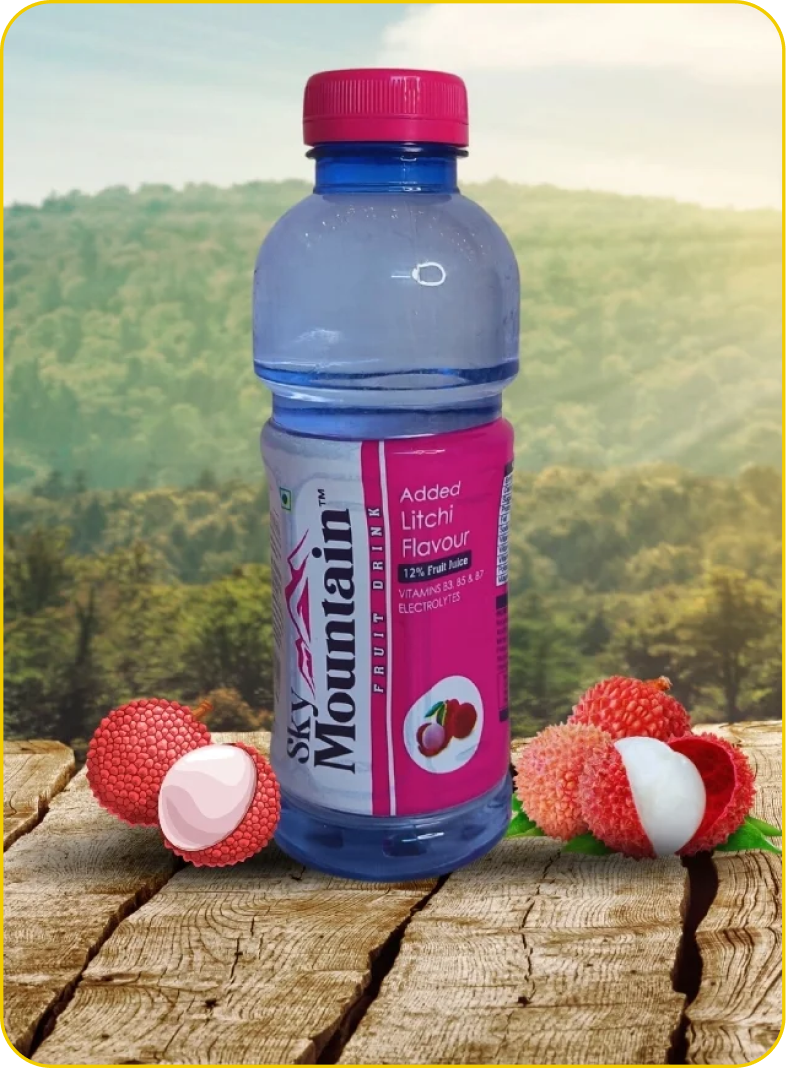 Sky
Mountain™
FRUIT DRINK
Added
Litchi
Flavour
12% Fruit Juice
VITAMINS B3, B5 & B7
ELECTROLYTES